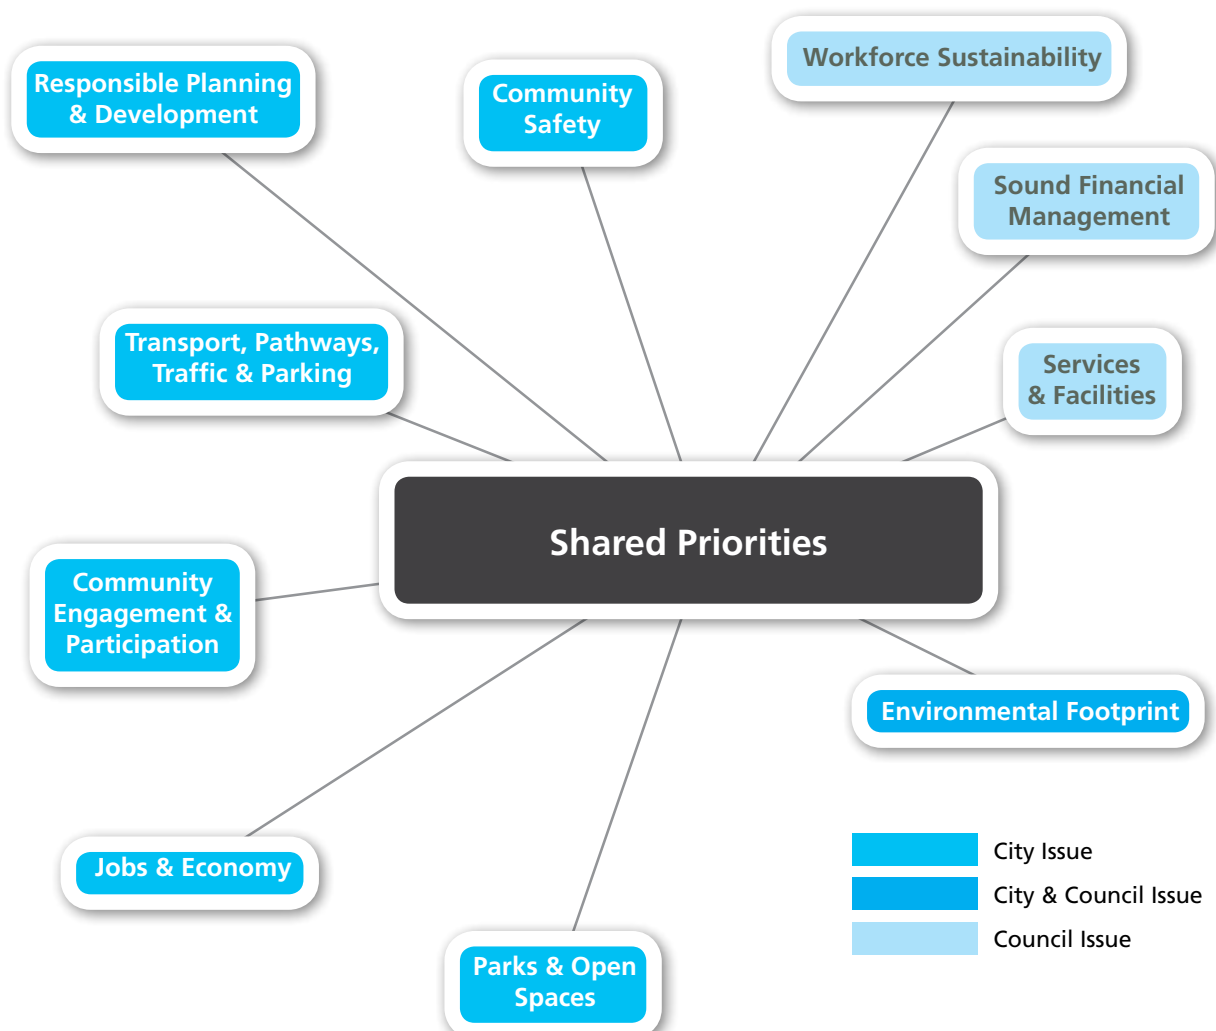 Workforce Sustainability
Responsible Planning
& Development
Community
Safety
Sound Financial
Management
Transport, Pathways,
Traffic & Parking
Services
& Facilities
Shared Priorities
Community
Engagement &
Participation
Environmental Footprint
Jobs & Economy
City Issue
City & Council Issue
Council Issue
Parks & Open
Spaces